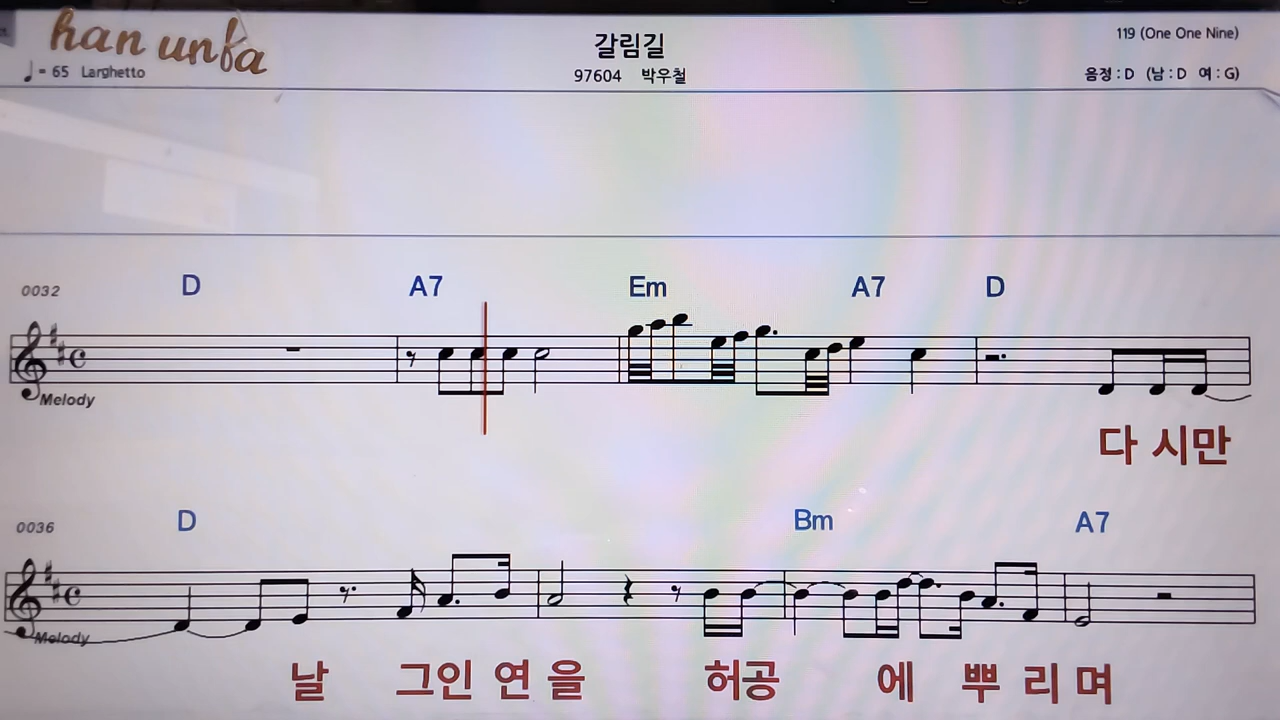 han unfa
갈림길
119 (One One Nine)
♩= 65 Larghetto
97604 박우철
음정 : D (남 : D 여 : G)
0032 D A7 Em A7 D
Melody
다 시만
0036 D Bm A7
Melody
날 그인 연 을 허공 에 뿌 리 며